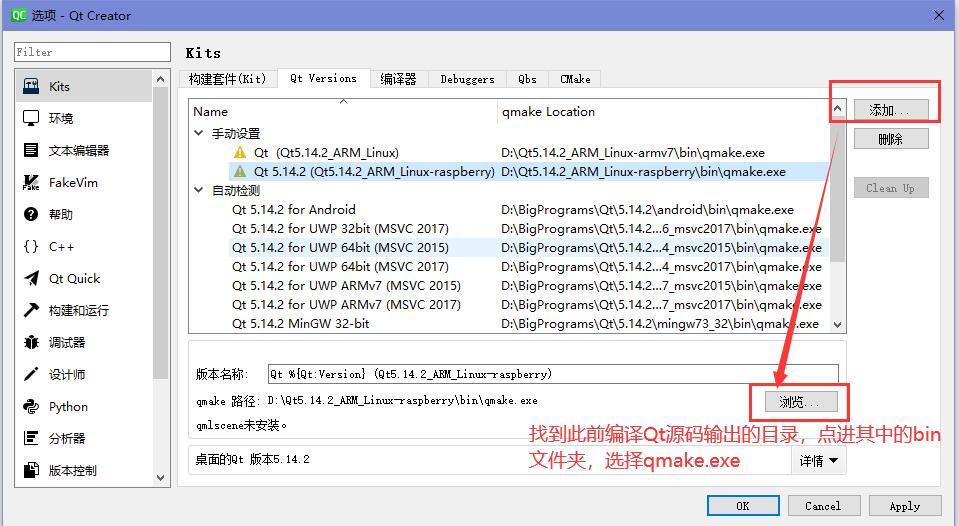 QC 选项 - Qt Creator
Filter
Kits
环境
文本编辑器
FakeVim
帮助
{} C++
Qt Quick
构建和运行
调试器
设计师
Python
分析器
版本控制
Kits
构建套件(Kit) Qt Versions 编译器 Debuggers Qbs CMake
Name qmake Location
手动设置
Qt (Qt5.14.2_ARM_Linux) D:\Qt5.14.2_ARM_Linux-armv7\bin\qmake.exe
Qt 5.14.2 (Qt5.14.2_ARM_Linux-raspberry) D:\Qt5.14.2_ARM_Linux-raspberry\bin\qmake.exe
自动检测
Qt 5.14.2 for Android D:\BigPrograms\Qt\5.14.2\android\bin\qmake.exe
Qt 5.14.2 for UWP 32bit (MSVC 2017) D:\BigPrograms\Qt\5.14.2...6_msvc2017\bin\qmake.exe
Qt 5.14.2 for UWP 64bit (MSVC 2015) D:\BigPrograms\Qt\5.14.2...4_msvc2015\bin\qmake.exe
Qt 5.14.2 for UWP 64bit (MSVC 2017) D:\BigPrograms\Qt\5.14.2...4_msvc2017\bin\qmake.exe
Qt 5.14.2 for UWP ARMv7 (MSVC 2015) D:\BigPrograms\Qt\5.14.2...7_msvc2015\bin\qmake.exe
Qt 5.14.2 for UWP ARMv7 (MSVC 2017) D:\BigPrograms\Qt\5.14.2...7_msvc2017\bin\qmake.exe
Qt 5.14.2 MinGW 32-bit D:\BigPrograms\Qt\5.14.2\mingw73_32\bin\qmake.exe
添加...
删除
Clean Up
版本名称: Qt %{Qt:Version} (Qt5.14.2_ARM_Linux-raspberry)
qmake 路径: D:\Qt5.14.2_ARM_Linux-raspberry\bin\qmake.exe 浏览...
qmlscene未安装。
找到此前编译Qt源码输出的目录，点进其中的bin
文件夹，选择qmake.exe
桌面的Qt 版本5.14.2 详情
OK Cancel Apply